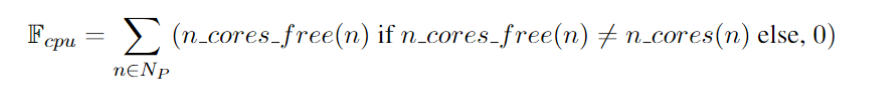 𝔽_cpu = ∑_{n∈N_P} (n_cores_free(n) if n_cores_free(n) ≠ n_cores(n) else, 0)